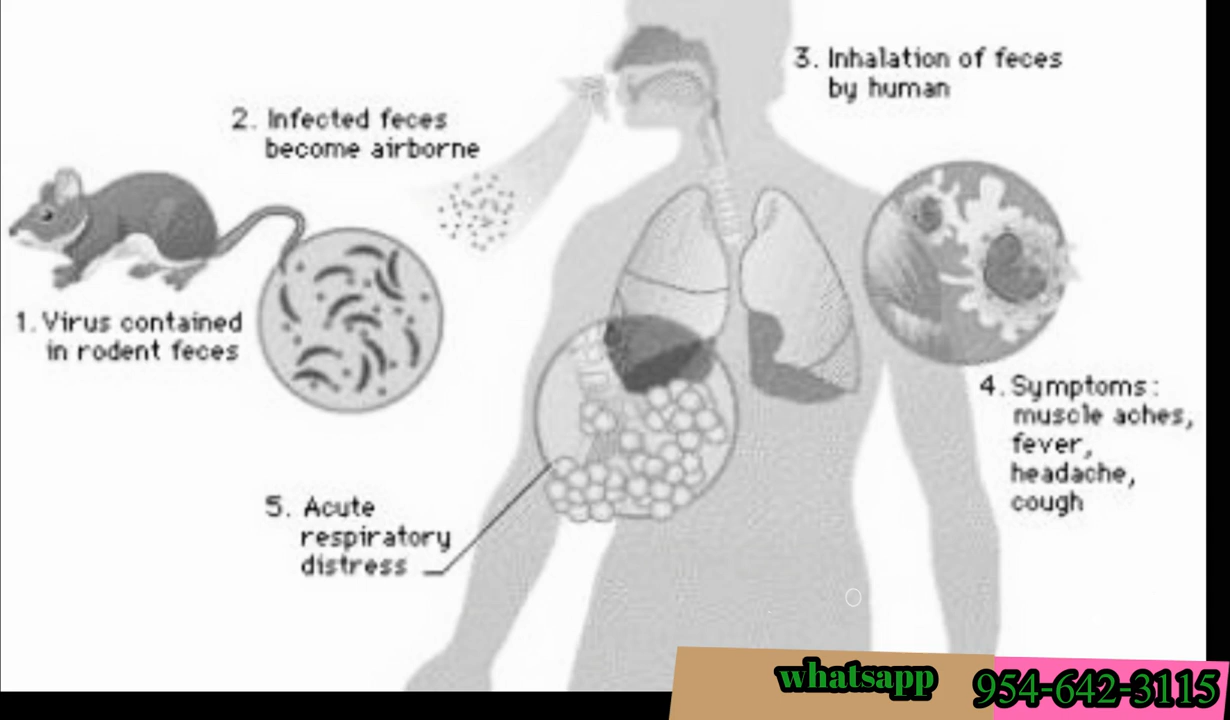 3. Inhalation of feces
by human
2. Infected feces
become airborne
1. Virus contained
in rodent feces
4. Symptoms:
muscle aches,
fever,
headache,
cough
5. Acute
respiratory
distress
whatsapp 954-642-3115